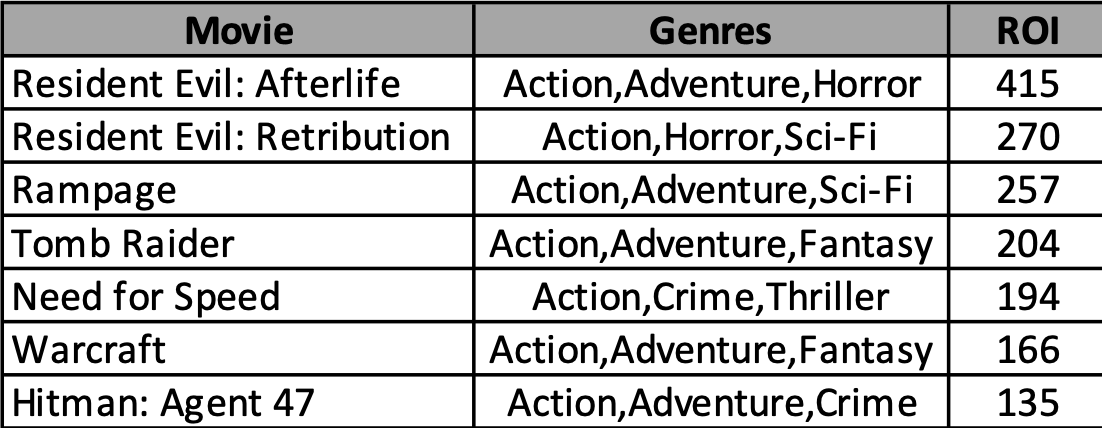 Movie Genres ROI
Resident Evil: Afterlife Action,Adventure,Horror 415
Resident Evil: Retribution Action,Horror,Sci-Fi 270
Rampage Action,Adventure,Sci-Fi 257
Tomb Raider Action,Adventure,Fantasy 204
Need for Speed Action,Crime,Thriller 194
Warcraft Action,Adventure,Fantasy 166
Hitman: Agent 47 Action,Adventure,Crime 135